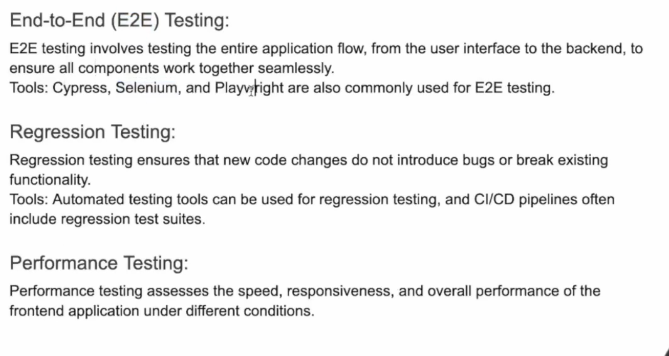 End-to-End (E2E) Testing:
E2E testing involves testing the entire application flow, from the user interface to the backend, to
ensure all components work together seamlessly.
Tools: Cypress, Selenium, and Playwright are also commonly used for E2E testing.
Regression Testing:
Regression testing ensures that new code changes do not introduce bugs or break existing
functionality.
Tools: Automated testing tools can be used for regression testing, and CI/CD pipelines often
include regression test suites.
Performance Testing:
Performance testing assesses the speed, responsiveness, and overall performance of the
frontend application under different conditions.